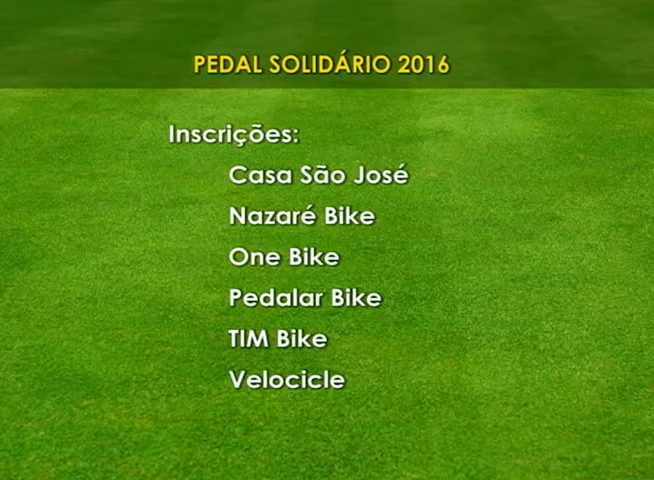 PEDAL SOLIDÁRIO 2016
Inscrições:
Casa São José
Nazaré Bike
One Bike
Pedalar Bike
TIM Bike
Velocicle